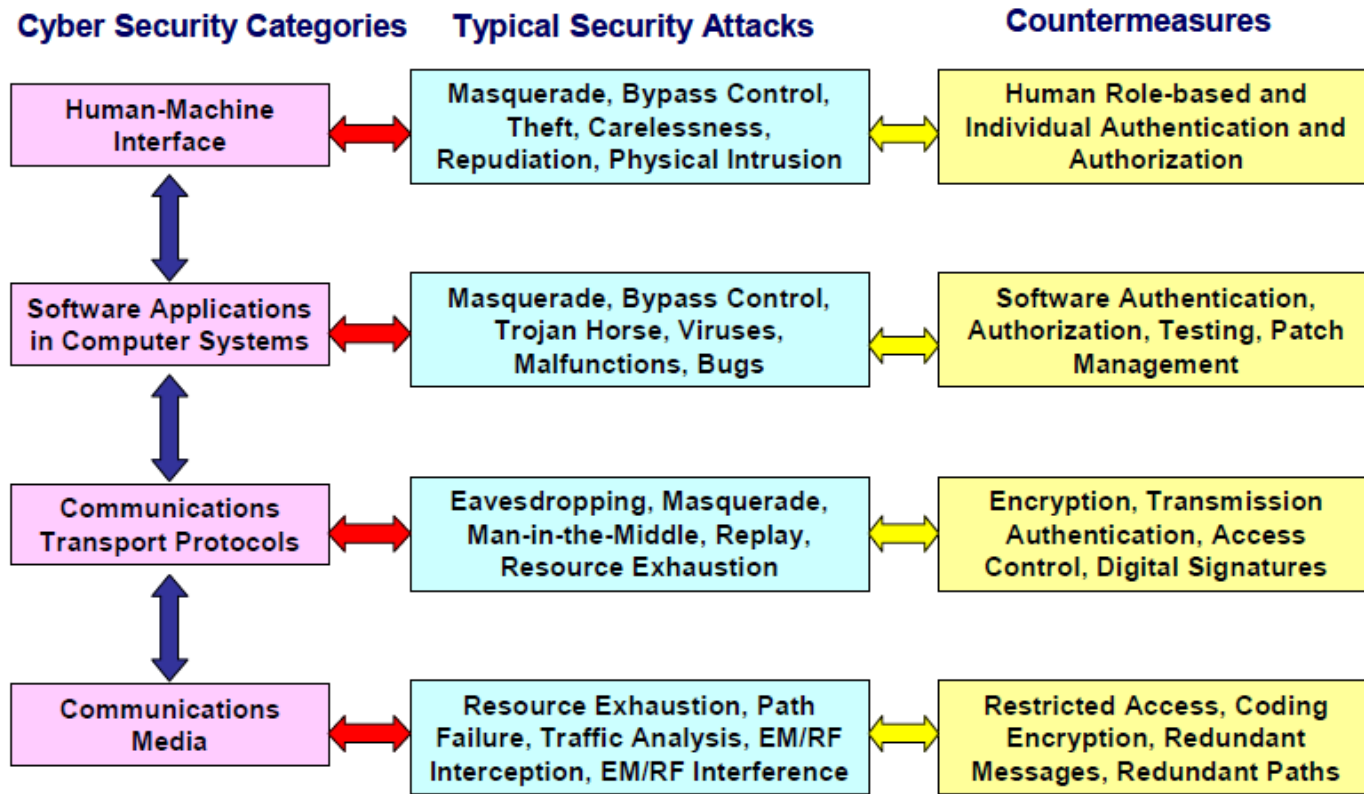 Cyber Security Categories
Typical Security Attacks
Countermeasures
Human-Machine
Interface
Masquerade, Bypass Control,
Theft, Carelessness,
Repudiation, Physical Intrusion
Human Role-based and
Individual Authentication and
Authorization
Software Applications
in Computer Systems
Masquerade, Bypass Control,
Trojan Horse, Viruses,
Malfunctions, Bugs
Software Authentication,
Authorization, Testing, Patch
Management
Communications
Transport Protocols
Eavesdropping, Masquerade,
Man-in-the-Middle, Replay,
Resource Exhaustion
Encryption, Transmission
Authentication, Access
Control, Digital Signatures
Communications
Media
Resource Exhaustion, Path
Failure, Traffic Analysis, EM/RF
Interception, EM/RF Interference
Restricted Access, Coding
Encryption, Redundant
Messages, Redundant Paths